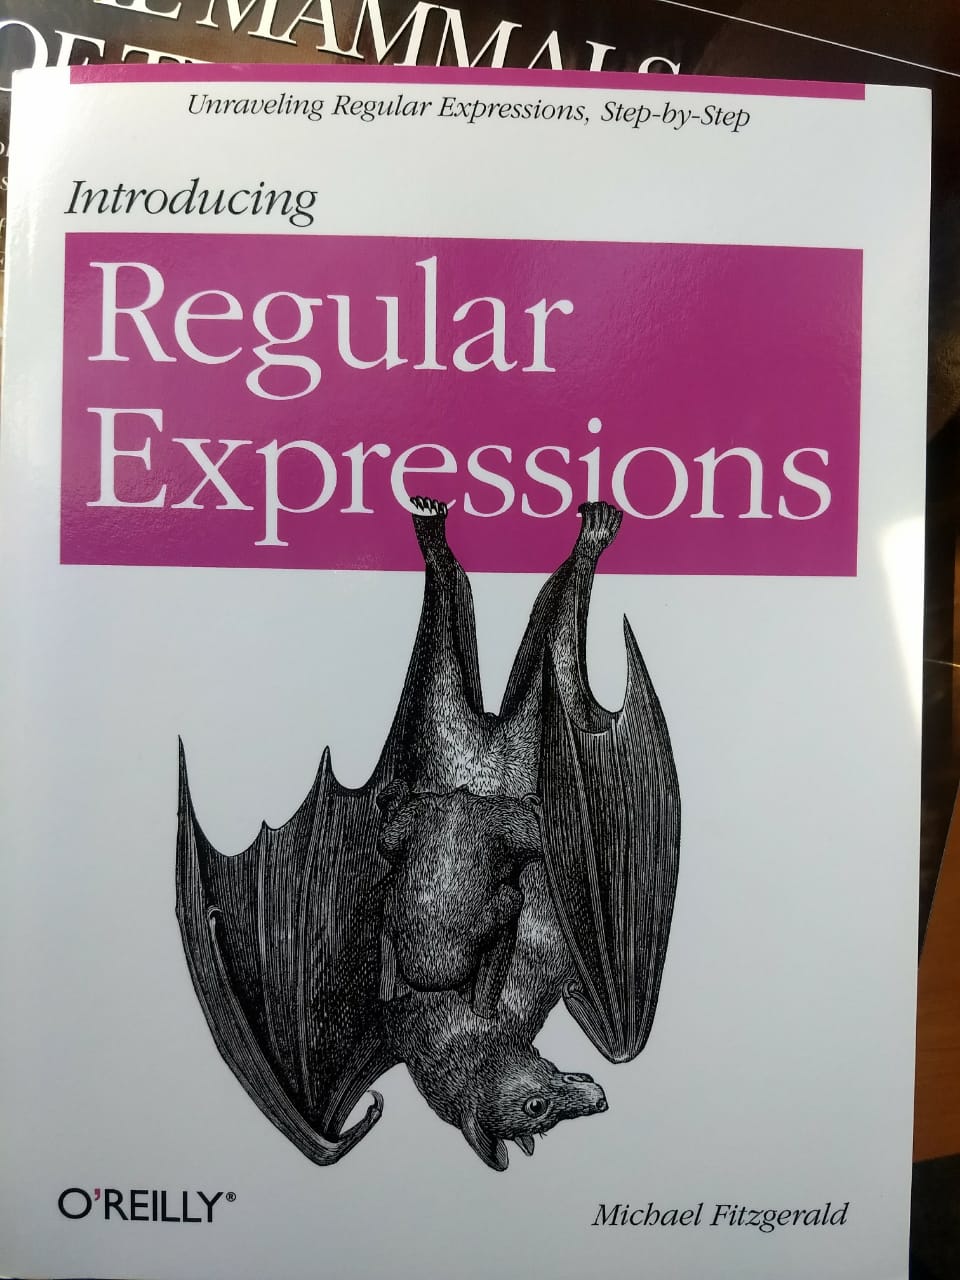 MAMMALS
Unraveling Regular Expressions, Step-by-Step
Introducing
Regular
Expressions
O'REILLY®
Michael Fitzgerald